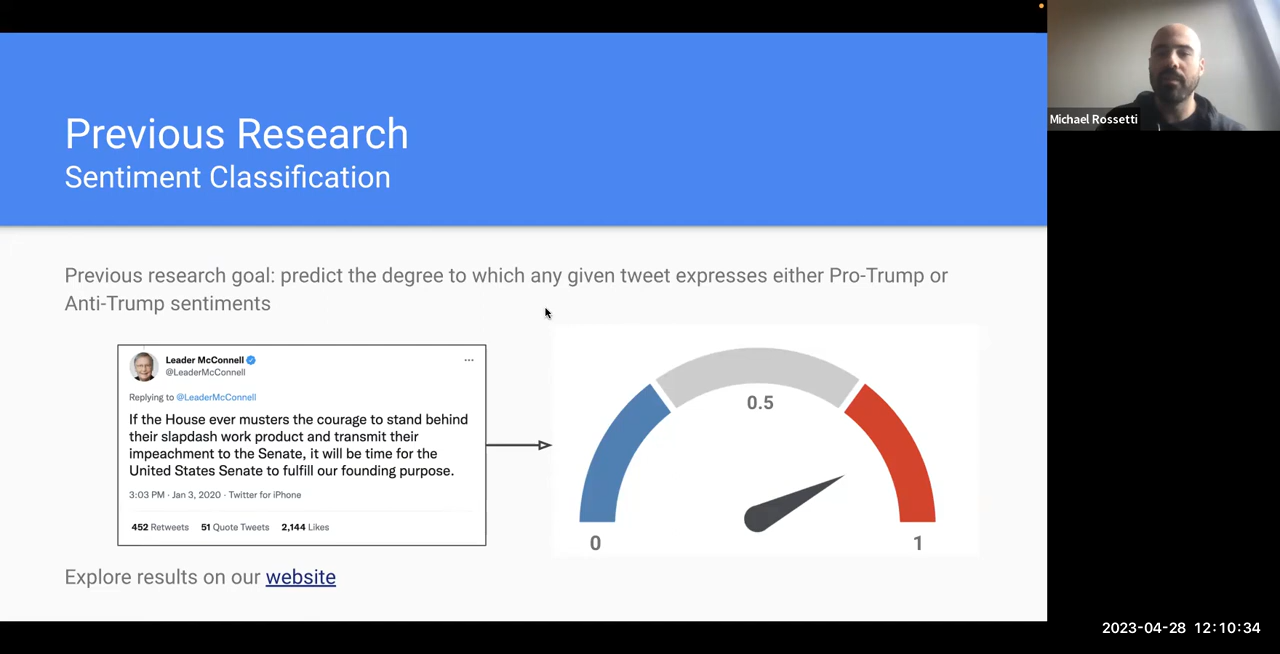 Previous Research
Sentiment Classification
Previous research goal: predict the degree to which any given tweet expresses either Pro-Trump or
Anti-Trump sentiments
Leader McConnell
@LeaderMcConnell
Replying to @LeaderMcConnell
If the House ever musters the courage to stand behind
their slapdash work product and transmit their
impeachment to the Senate, it will be time for the
United States Senate to fulfill our founding purpose.
3:03 PM · Jan 3, 2020 · Twitter for iPhone
452 Retweets 51 Quote Tweets 2,144 Likes
0.5
0
1
Explore results on our website
Michael Rossetti
2023-04-28 12:10:34